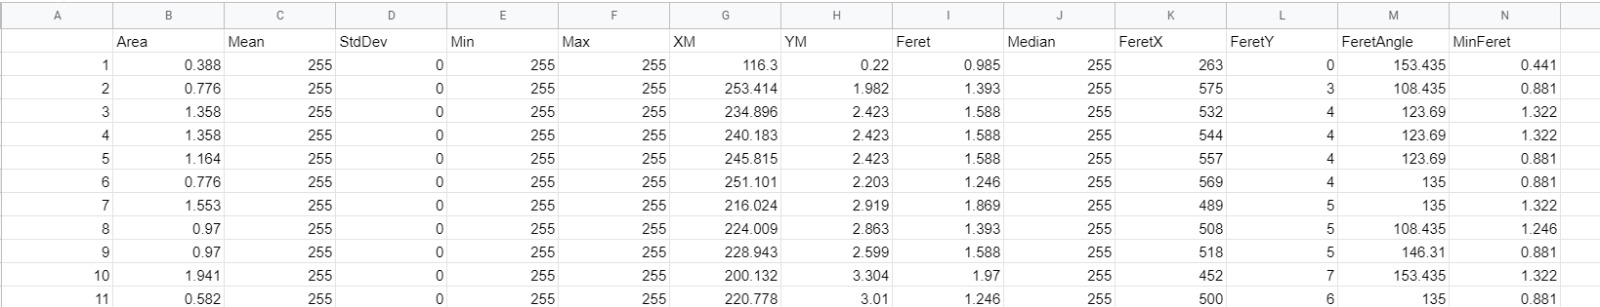 A B C D E F G H I J K L M N
Area Mean StdDev Min Max XM YM Feret Median FeretX FeretY FeretAngle MinFeret
1 0.388 255 0 255 255 116.3 0.22 0.985 255 263 0 153.435 0.441
2 0.776 255 0 255 255 253.414 1.982 1.393 255 575 3 108.435 0.881
3 1.358 255 0 255 255 234.896 2.423 1.588 255 532 4 123.69 1.322
4 1.358 255 0 255 255 240.183 2.423 1.588 255 544 4 123.69 1.322
5 1.164 255 0 255 255 245.815 2.423 1.588 255 557 4 123.69 0.881
6 0.776 255 0 255 255 251.101 2.203 1.246 255 569 4 135 0.881
7 1.553 255 0 255 255 216.024 2.919 1.869 255 489 5 135 1.322
8 0.97 255 0 255 255 224.009 2.863 1.393 255 508 5 108.435 1.246
9 0.97 255 0 255 255 228.943 2.599 1.588 255 518 5 146.31 0.881
10 1.941 255 0 255 255 200.132 3.304 1.97 255 452 7 153.435 1.322
11 0.582 255 0 255 255 220.778 3.01 1.246 255 500 6 135 0.881